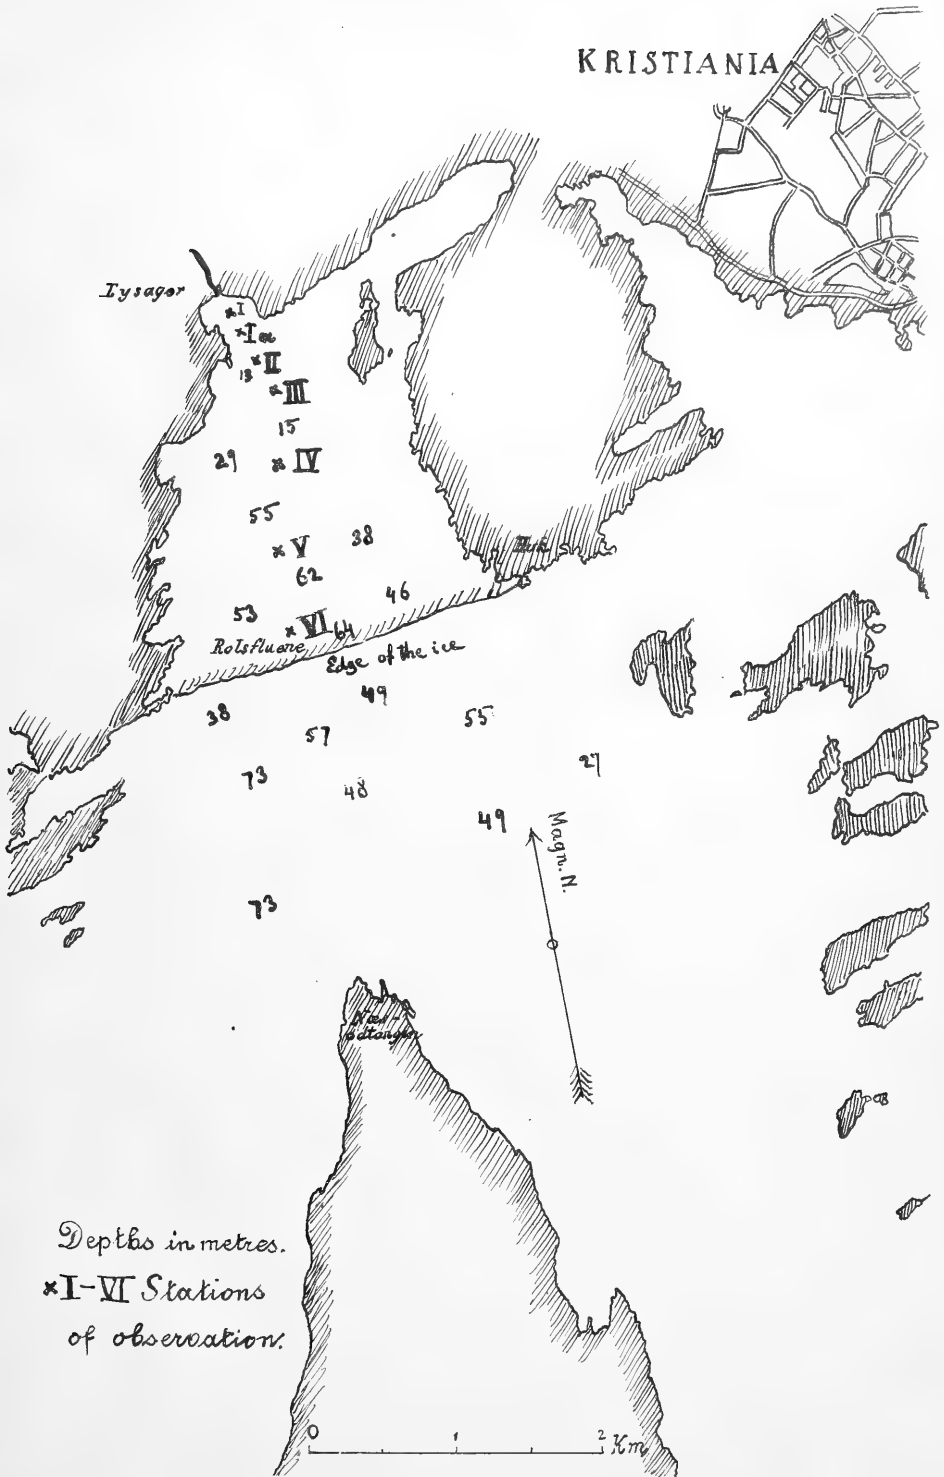 KRISTIANIA
Lysager
I
Ia
II
13
III
15
29
IV
55
38
V
62
46
53
VI
64
Rolsfluene
Edge of the ice
49
38
55
57
27
73
48
49
Magn. N.
73
Næs-
odtangen
Depths in metres.
×I-VI Stations
of observation.
0
1
2 Km